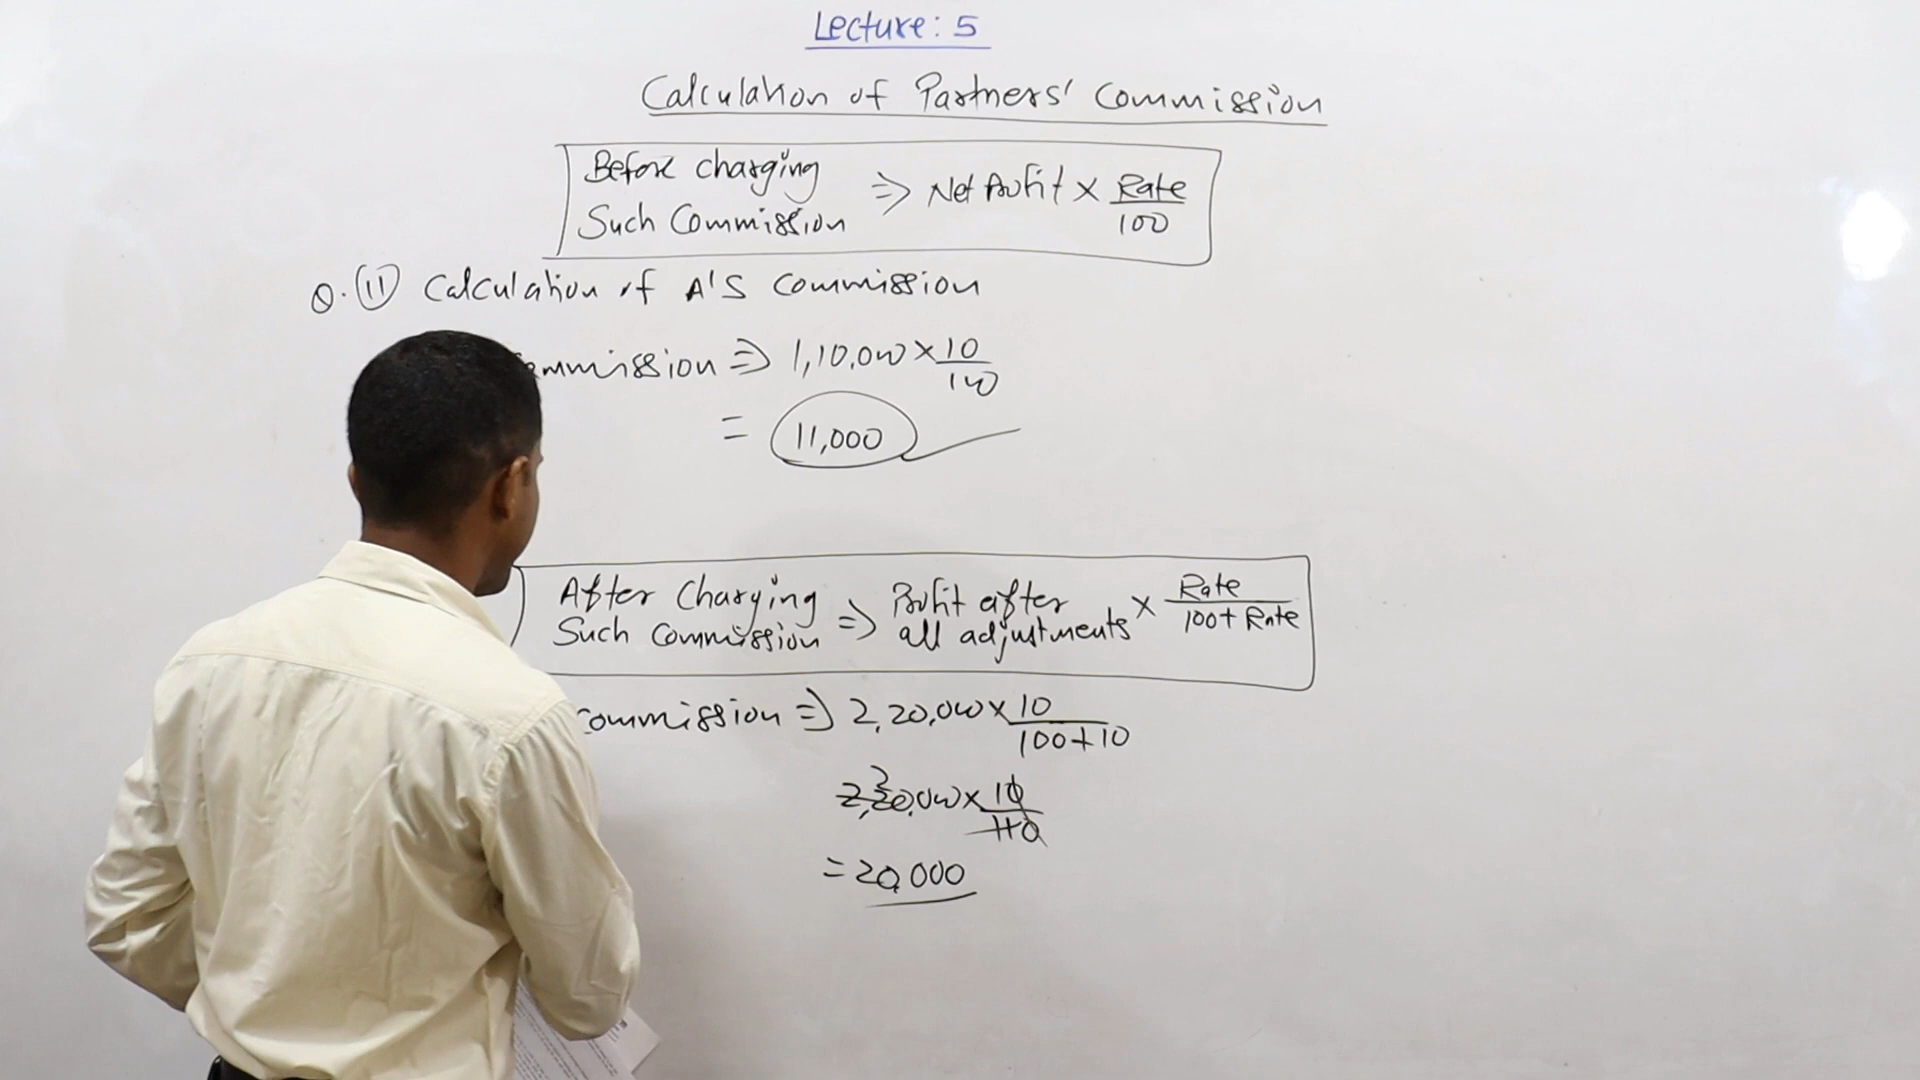 Lecture: 5
Calculation of Partners' Commission
Before charging
Such Commission ⇒ Net Profit × Rate/100
Q. (11) Calculation of A's Commission
mmission ⇒ 1,10,000 × 10/100
= 11,000
After Charging
Such Commission ⇒ Profit after all adjustments × Rate/100+Rate
Commission ⇒ 2,20,000 × 10/100+10
2,20,000 × 10/110
= 20,000